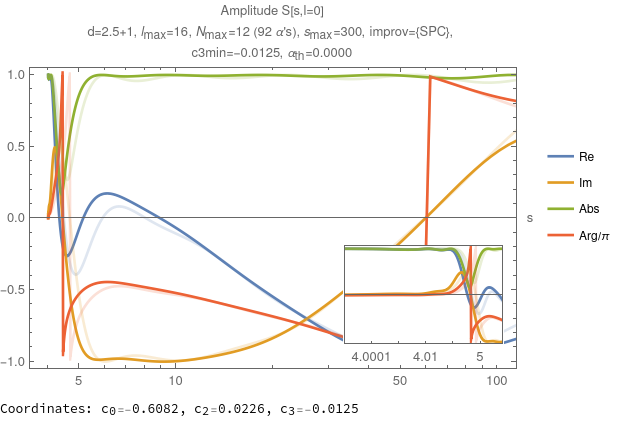 Amplitude S[s,l=0]
d=2.5+1, lmax=16, Nmax=12 (92 α's), smax=300, improv={SPC},
c3min=-0.0125, αth=0.0000
1.0
0.5
0.0
-0.5
-1.0
5
10
50
100
s
Re
Im
Abs
Arg/π
4.0001
4.01
5
Coordinates: c0=-0.6082, c2=0.0226, c3=-0.0125